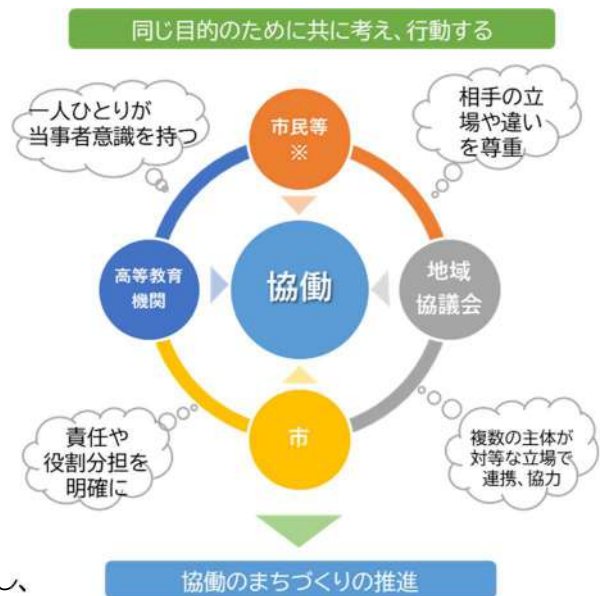 同じ目的のために共に考え、行動する
一人ひとりが
当事者意識を持つ
相手の立
場や違い
を尊重
市民等
※
高等教育
機関
協働
地域
協議会
市
責任や
役割分担を
明確に
複数の主体が
対等な立場で
連携、協力
し、
協働のまちづくりの推進